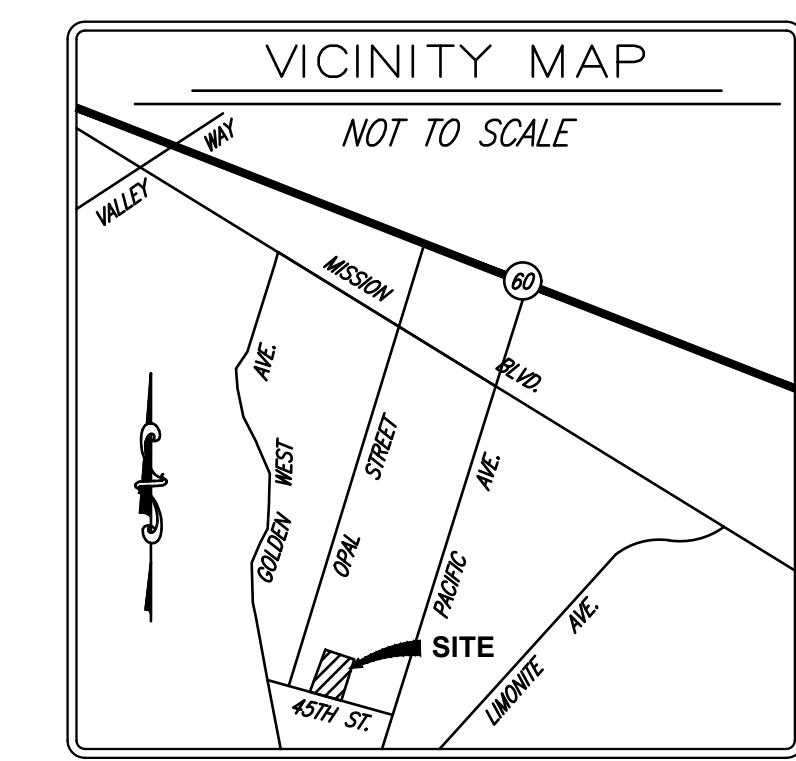 VICINITY MAP
NOT TO SCALE
VALLEY WAY
60
MISSION BLVD.
GOLDEN WEST AVE.
OPAL STREET
PACIFIC AVE.
LIMONITE AVE.
SITE
45TH ST.